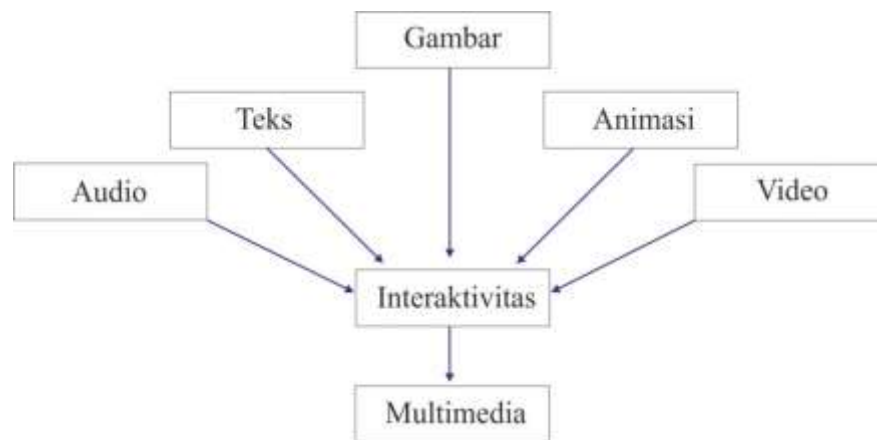 Gambar
Teks
Animasi
Audio
Video
Interaktivitas
Multimedia